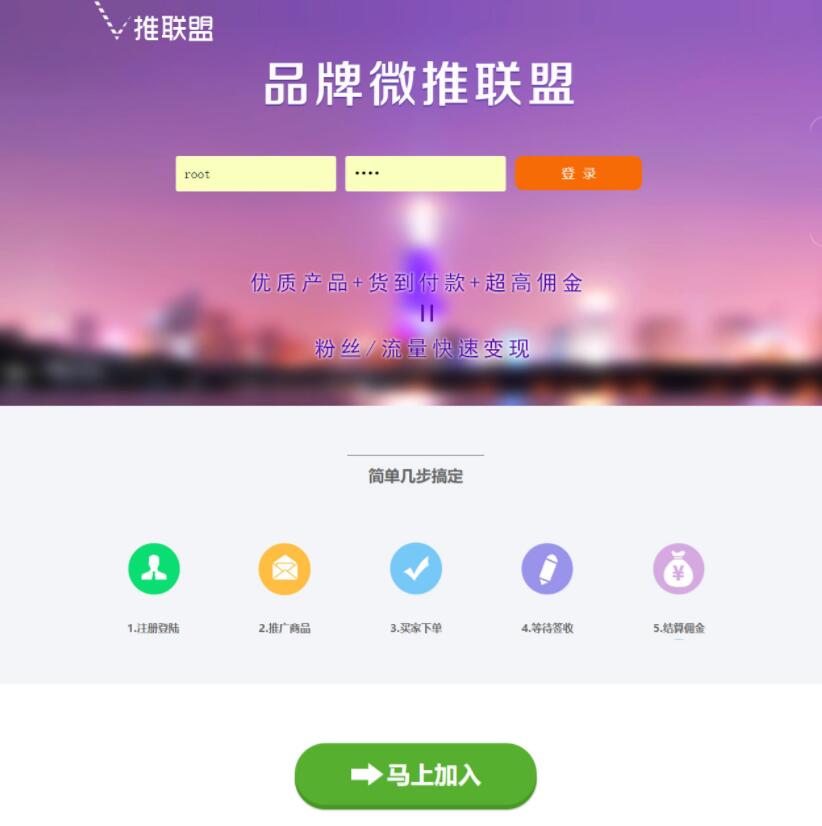 V推联盟
品牌微推联盟
root
••••
登 录
优质产品+货到付款+超高佣金
=
粉丝/流量快速变现
简单几步搞定
1.注册登陆
2.推广商品
3.买家下单
4.等待签收
5.结算佣金
¥
马上加入